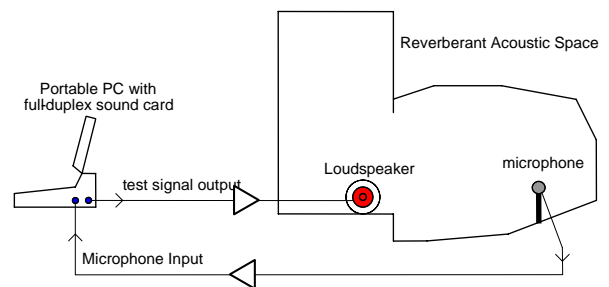 Reverberant Acoustic Space
Portable PC with
full-duplex sound card
Loudspeaker
microphone
test signal output
Microphone Input